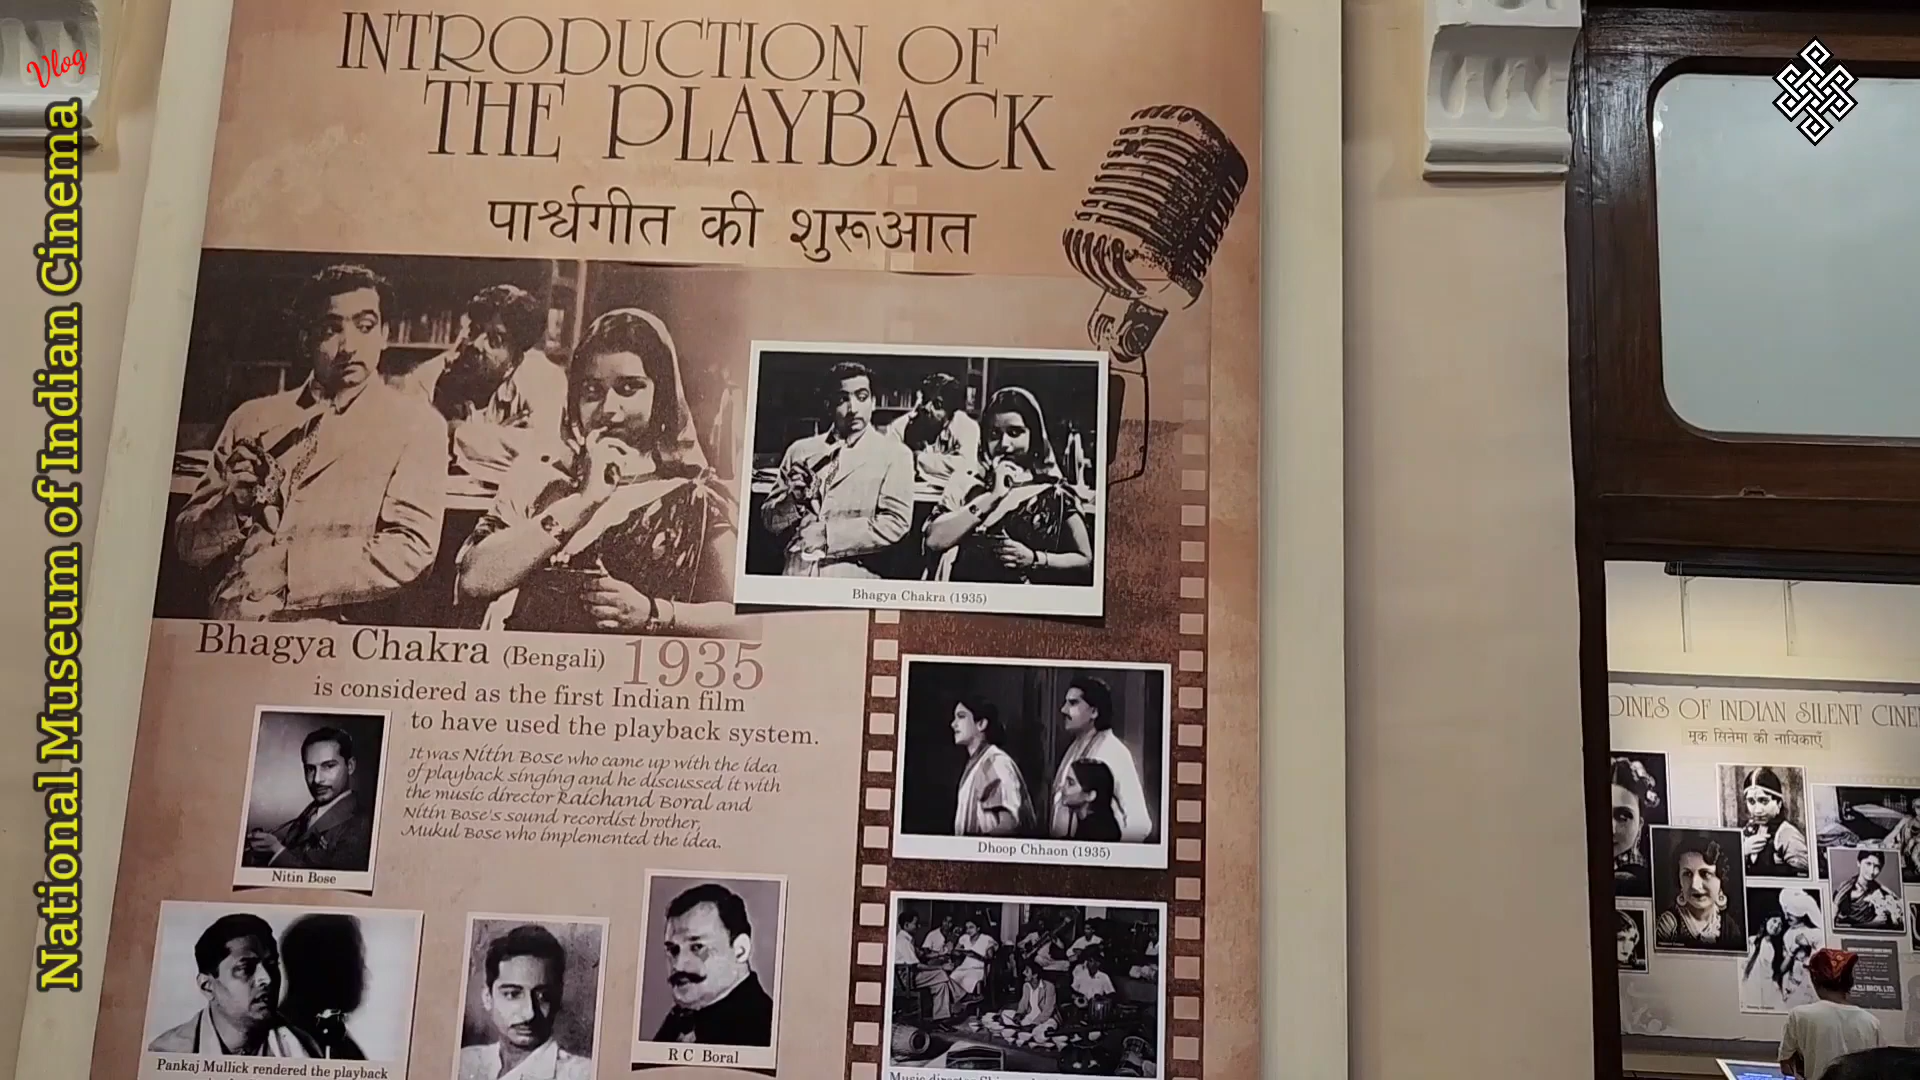 Vlog
National Museum of Indian Cinema
INTRODUCTION OF
THE PLAYBACK
पार्श्वगीत की शुरूआत
Bhagya Chakra (1935)
Bhagya Chakra (Bengali) 1935
is considered as the first Indian film
to have used the playback system.
It was Nitin Bose who came up with the idea
of playback singing and he discussed it with
the music director Raichand Boral and
Nitin Bose's sound recordist brother,
Mukul Bose who implemented the idea.
Nitin Bose
Dhoop Chhaon (1935)
R C Boral
Pankaj Mullick rendered the playback
Music director
OF INDIAN SILENT
मूक सिनेमा की नायिकाएँ
BROS. LTD.